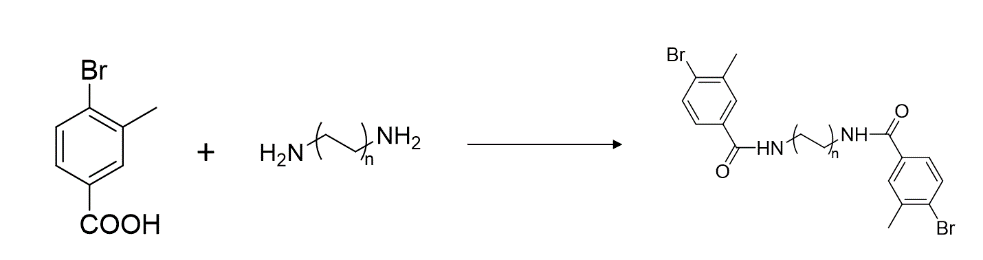 Br
COOH
+
H₂N ( )n NH₂
Br
O
HN ( )n NH
O
Br